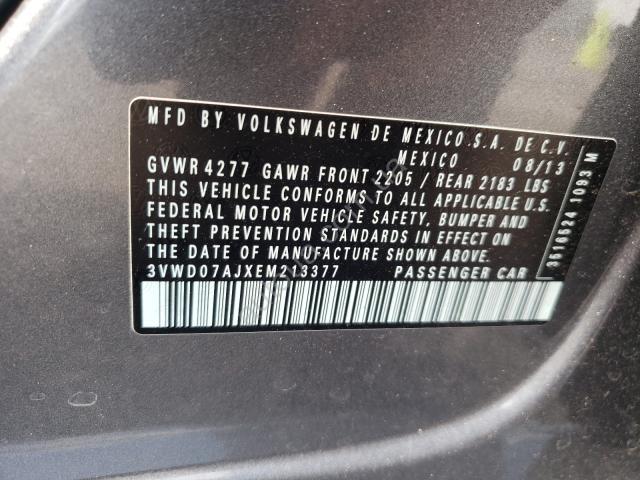 MFD BY VOLKSWAGEN DE MEXICO S.A. DE C.V.
MEXICO 08/13
GVWR 4277 GAWR FRONT 2205 / REAR 2183 LBS
THIS VEHICLE CONFORMS TO ALL APPLICABLE U.S.
FEDERAL MOTOR VEHICLE SAFETY, BUMPER AND
THEFT PREVENTION STANDARDS IN EFFECT ON
THE DATE OF MANUFACTURE SHOWN ABOVE.
3VWD07AJXEM213377 PASSENGER CAR
3516524 1093 M